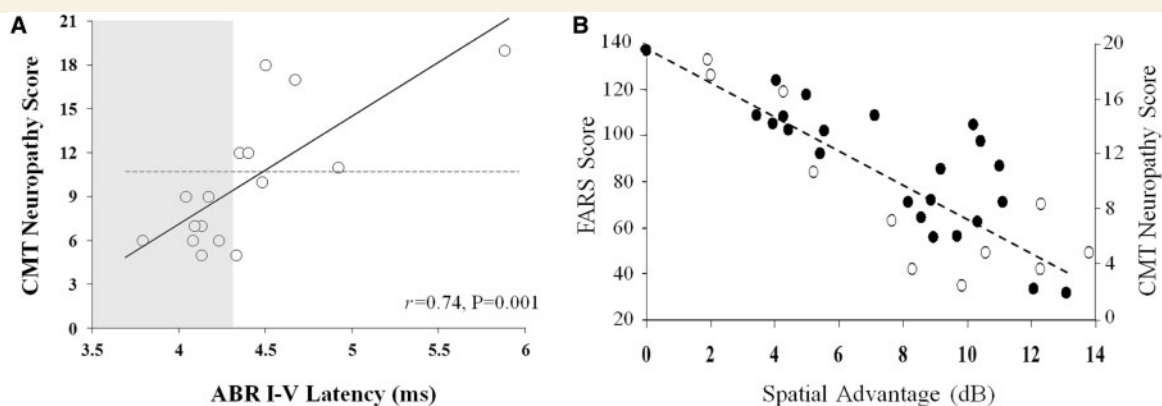 A
21
18
15
12
9
6
3
0
CMT Neuropathy Score
3.5 4 4.5 5 5.5 6
ABR I-V Latency (ms)
r=0.74, P=0.001
B
140
120
100
80
60
40
20
FARS Score
20
16
12
8
4
0
CMT Neuropathy Score
0 2 4 6 8 10 12 14
Spatial Advantage (dB)